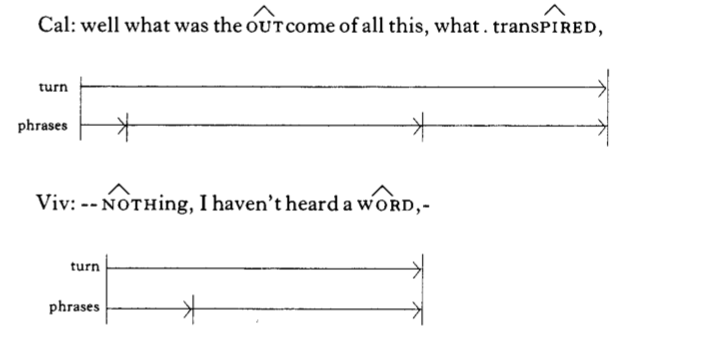 Cal: well what was the OUTcome of all this, what . transPIRED,
turn
phrases
Viv: -- NOTHing, I haven't heard a WORD,-
turn
phrases